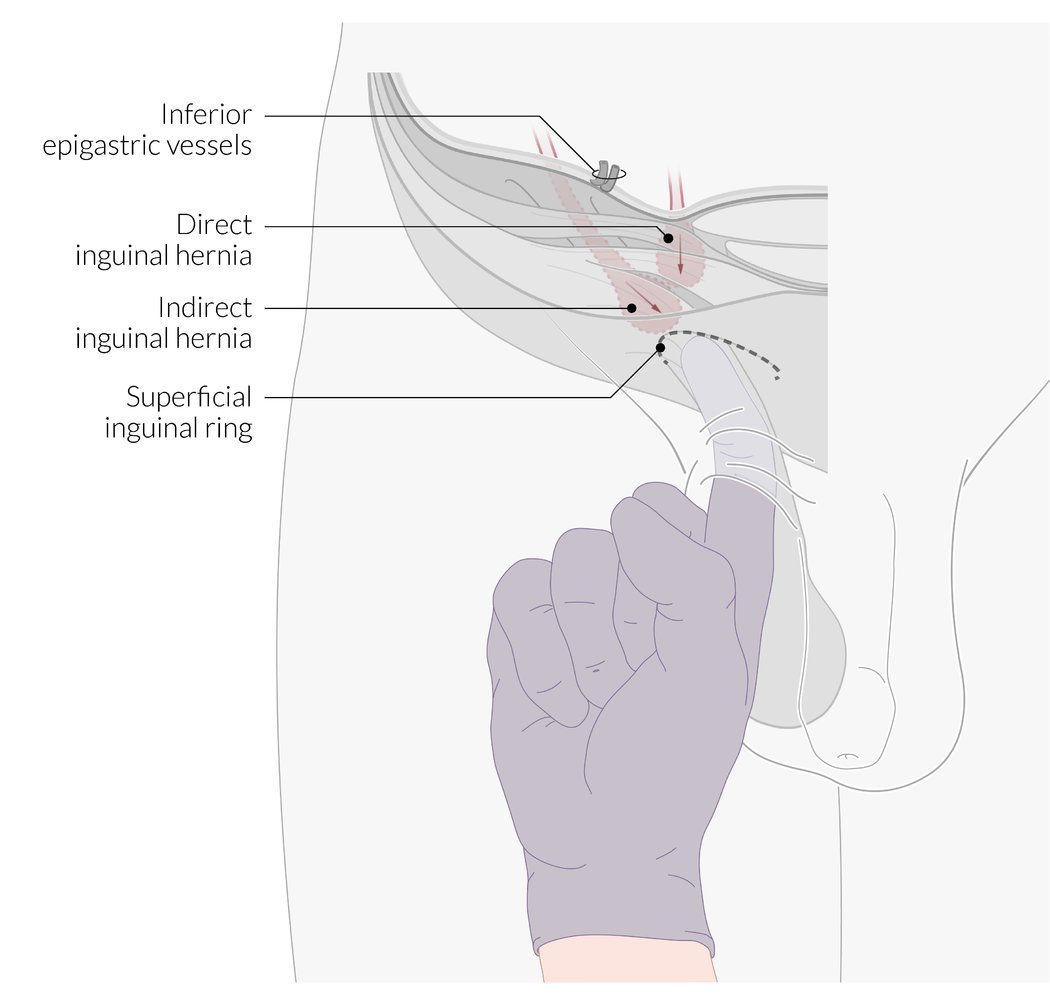 Inferior
epigastric vessels
Direct
inguinal hernia
Indirect
inguinal hernia
Superficial
inguinal ring